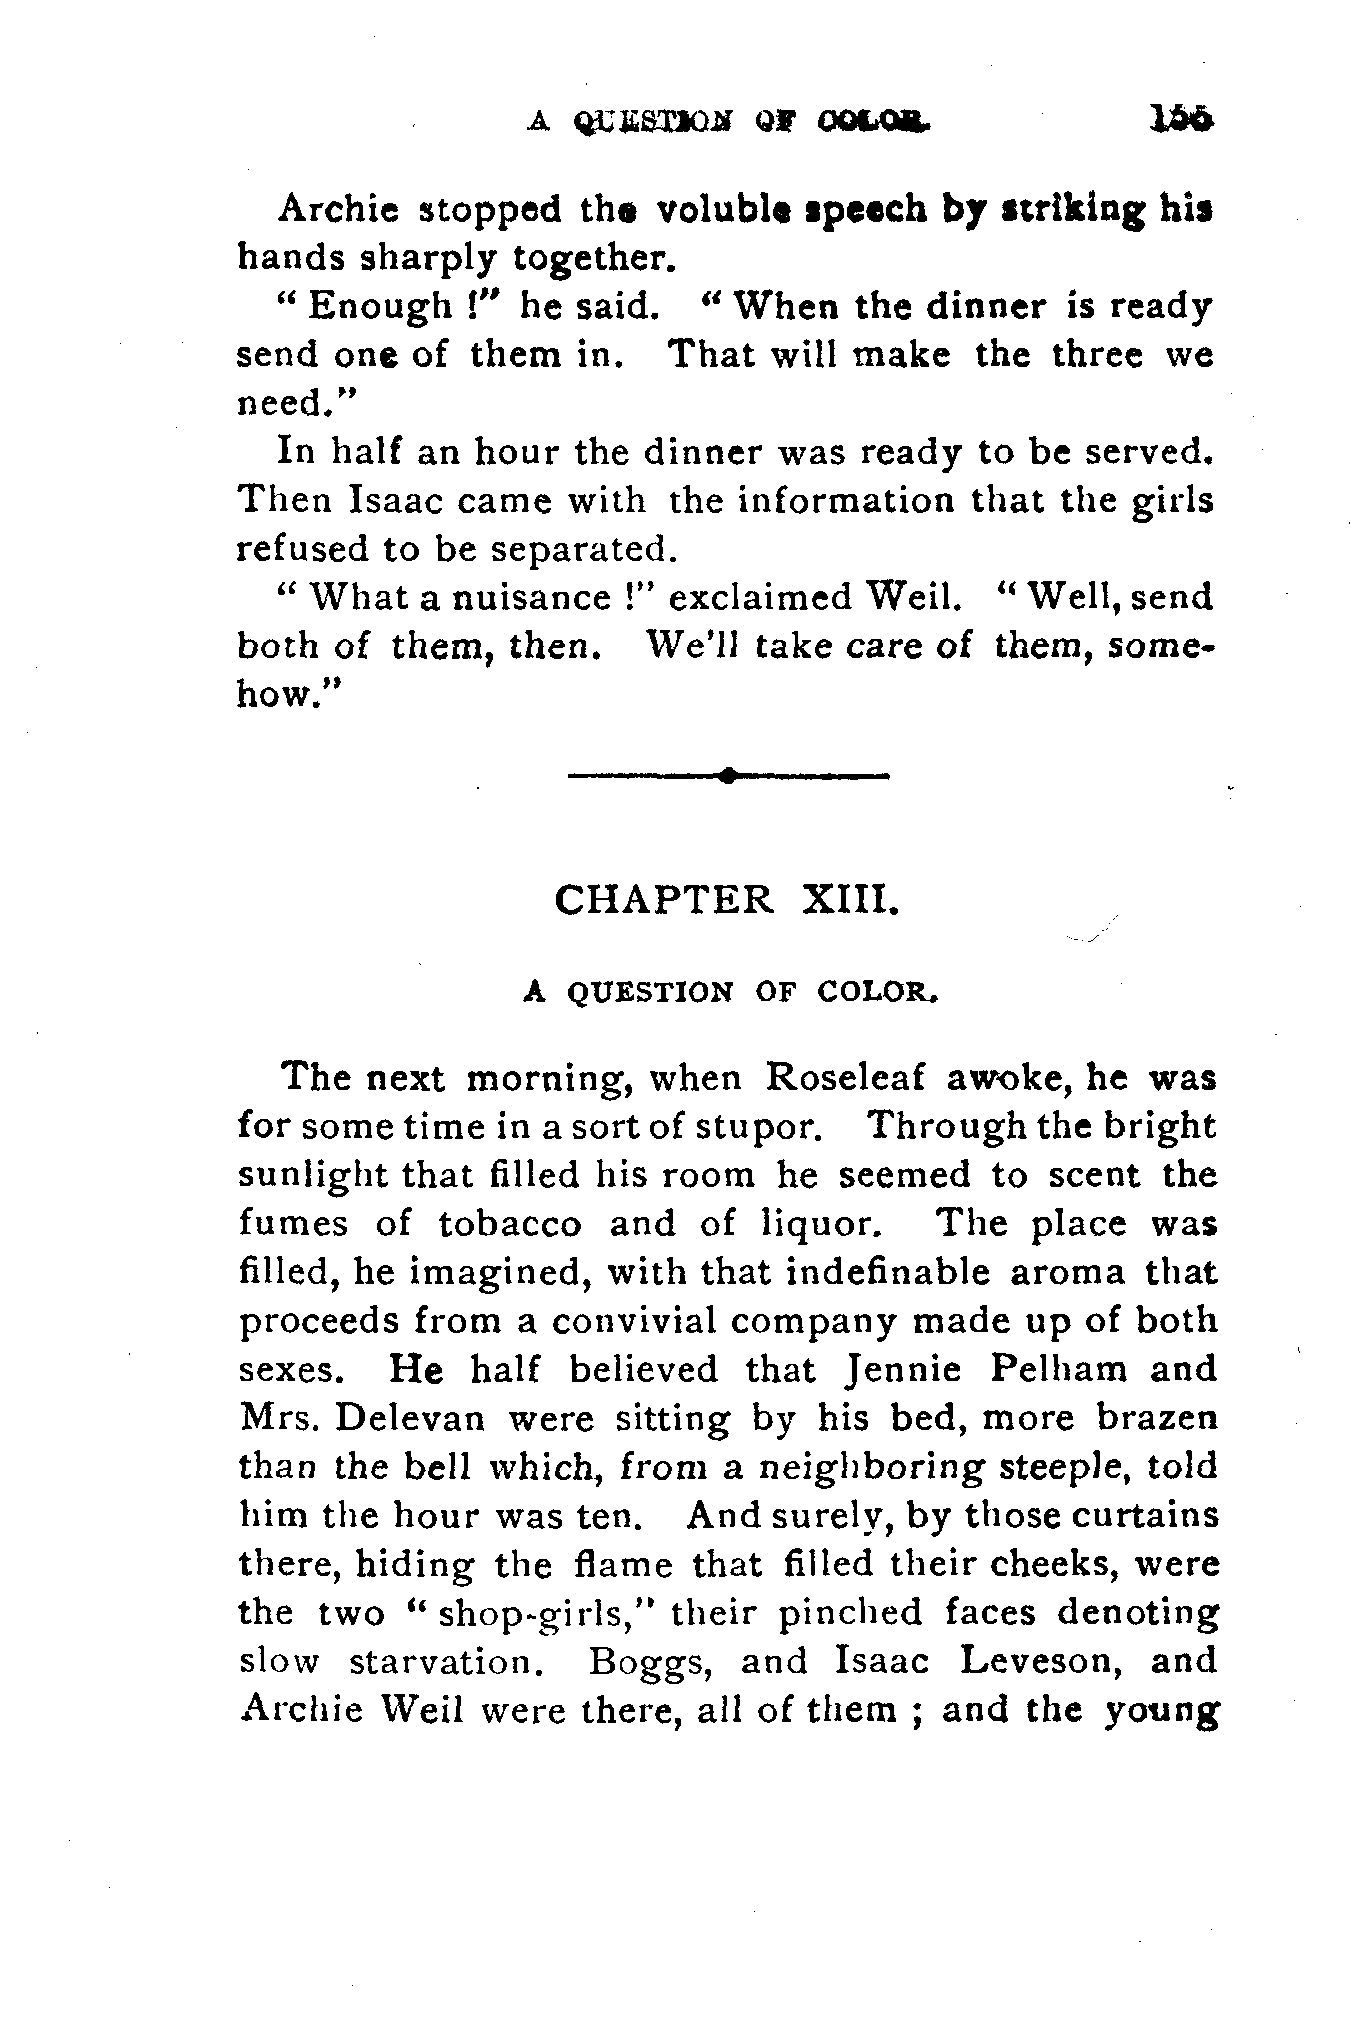 A QUESTION OF COLOR. 155
Archie stopped the voluble speech by striking his
hands sharply together.
" Enough !" he said. " When the dinner is ready
send one of them in. That will make the three we
need."
In half an hour the dinner was ready to be served.
Then Isaac came with the information that the girls
refused to be separated.
" What a nuisance !" exclaimed Weil. " Well, send
both of them, then. We'll take care of them, some-
how."
CHAPTER XIII.
A QUESTION OF COLOR.
The next morning, when Roseleaf awoke, he was
for some time in a sort of stupor. Through the bright
sunlight that filled his room he seemed to scent the
fumes of tobacco and of liquor. The place was
filled, he imagined, with that indefinable aroma that
proceeds from a convivial company made up of both
sexes. He half believed that Jennie Pelham and
Mrs. Delevan were sitting by his bed, more brazen
than the bell which, from a neighboring steeple, told
him the hour was ten. And surely, by those curtains
there, hiding the flame that filled their cheeks, were
the two " shop-girls," their pinched faces denoting
slow starvation. Boggs, and Isaac Leveson, and
Archie Weil were there, all of them ; and the young